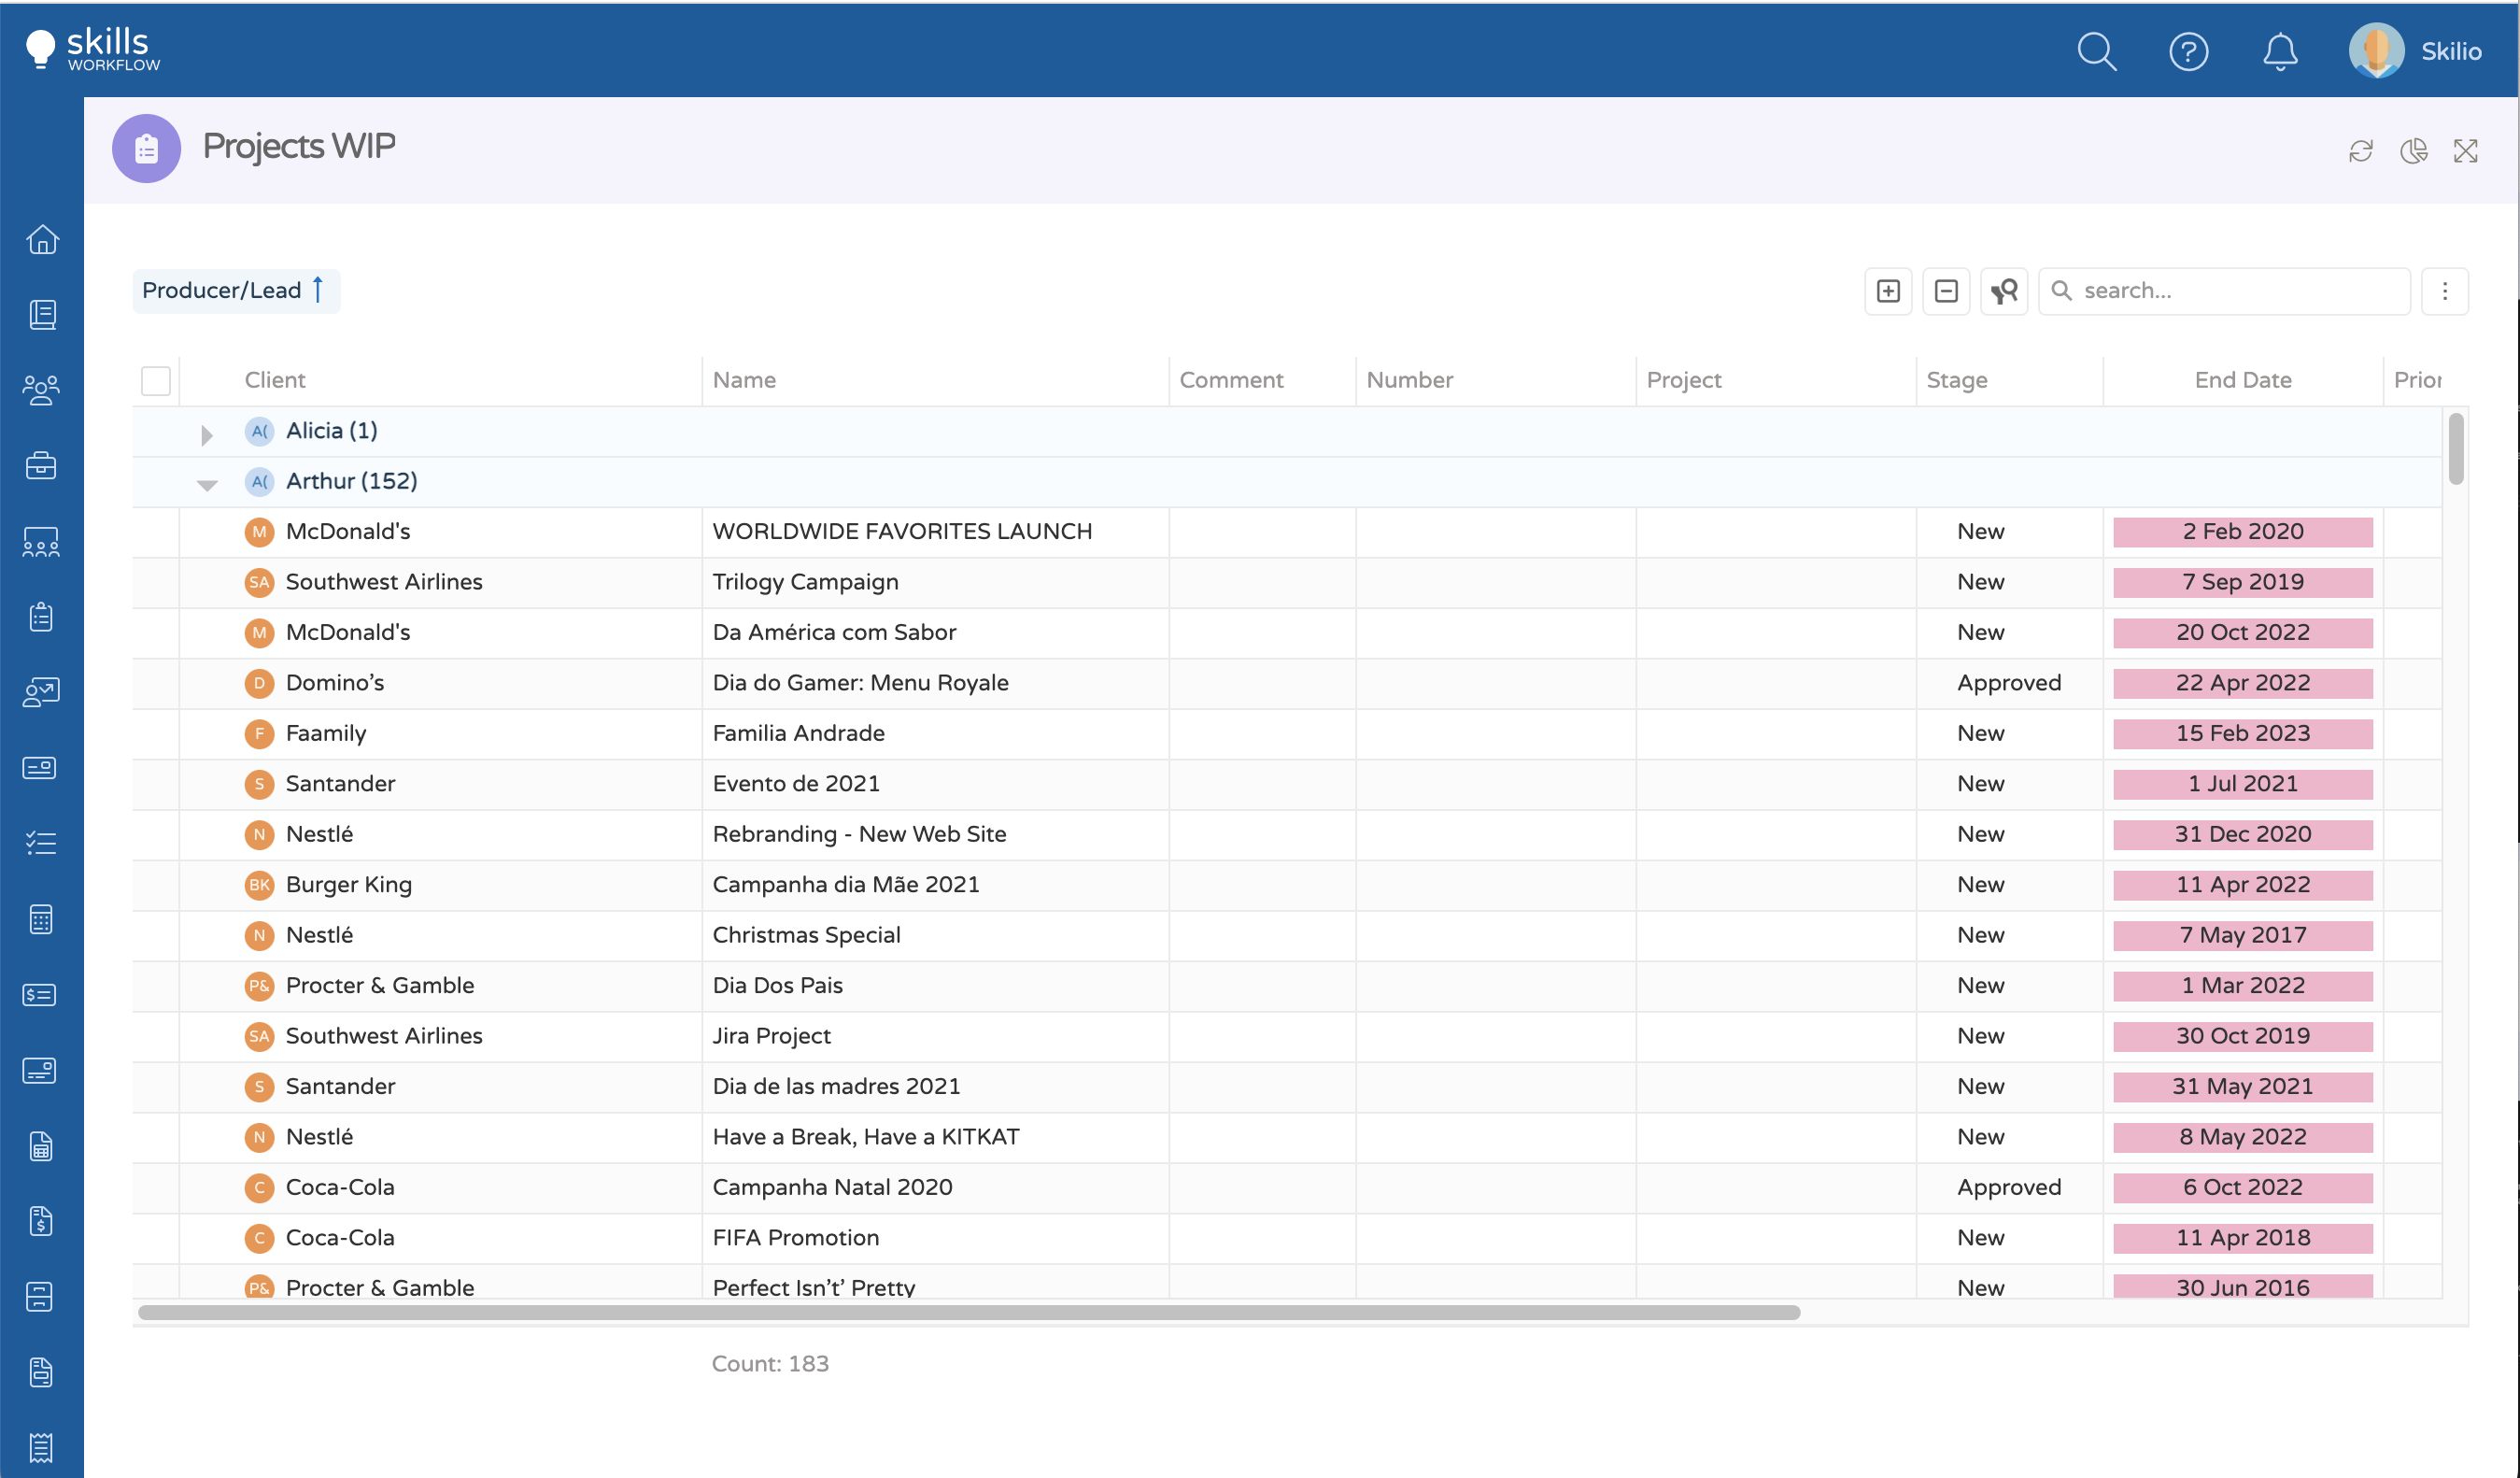 skills
WORKFLOW
Skilio
Projects WIP
Producer/Lead
search...
Client Name Comment Number Project Stage End Date Prior
A( Alicia (1)
A( Arthur (152)
M McDonald's WORLDWIDE FAVORITES LAUNCH New 2 Feb 2020
SA Southwest Airlines Trilogy Campaign New 7 Sep 2019
M McDonald's Da América com Sabor New 20 Oct 2022
D Domino’s Dia do Gamer: Menu Royale Approved 22 Apr 2022
F Faamily Familia Andrade New 15 Feb 2023
S Santander Evento de 2021 New 1 Jul 2021
N Nestlé Rebranding - New Web Site New 31 Dec 2020
BK Burger King Campanha dia Mãe 2021 New 11 Apr 2022
N Nestlé Christmas Special New 7 May 2017
P& Procter & Gamble Dia Dos Pais New 1 Mar 2022
SA Southwest Airlines Jira Project New 30 Oct 2019
S Santander Dia de las madres 2021 New 31 May 2021
N Nestlé Have a Break, Have a KITKAT New 8 May 2022
C Coca-Cola Campanha Natal 2020 Approved 6 Oct 2022
C Coca-Cola FIFA Promotion New 11 Apr 2018
P& Procter & Gamble Perfect Isn’t’ Pretty New 30 Jun 2016
Count: 183